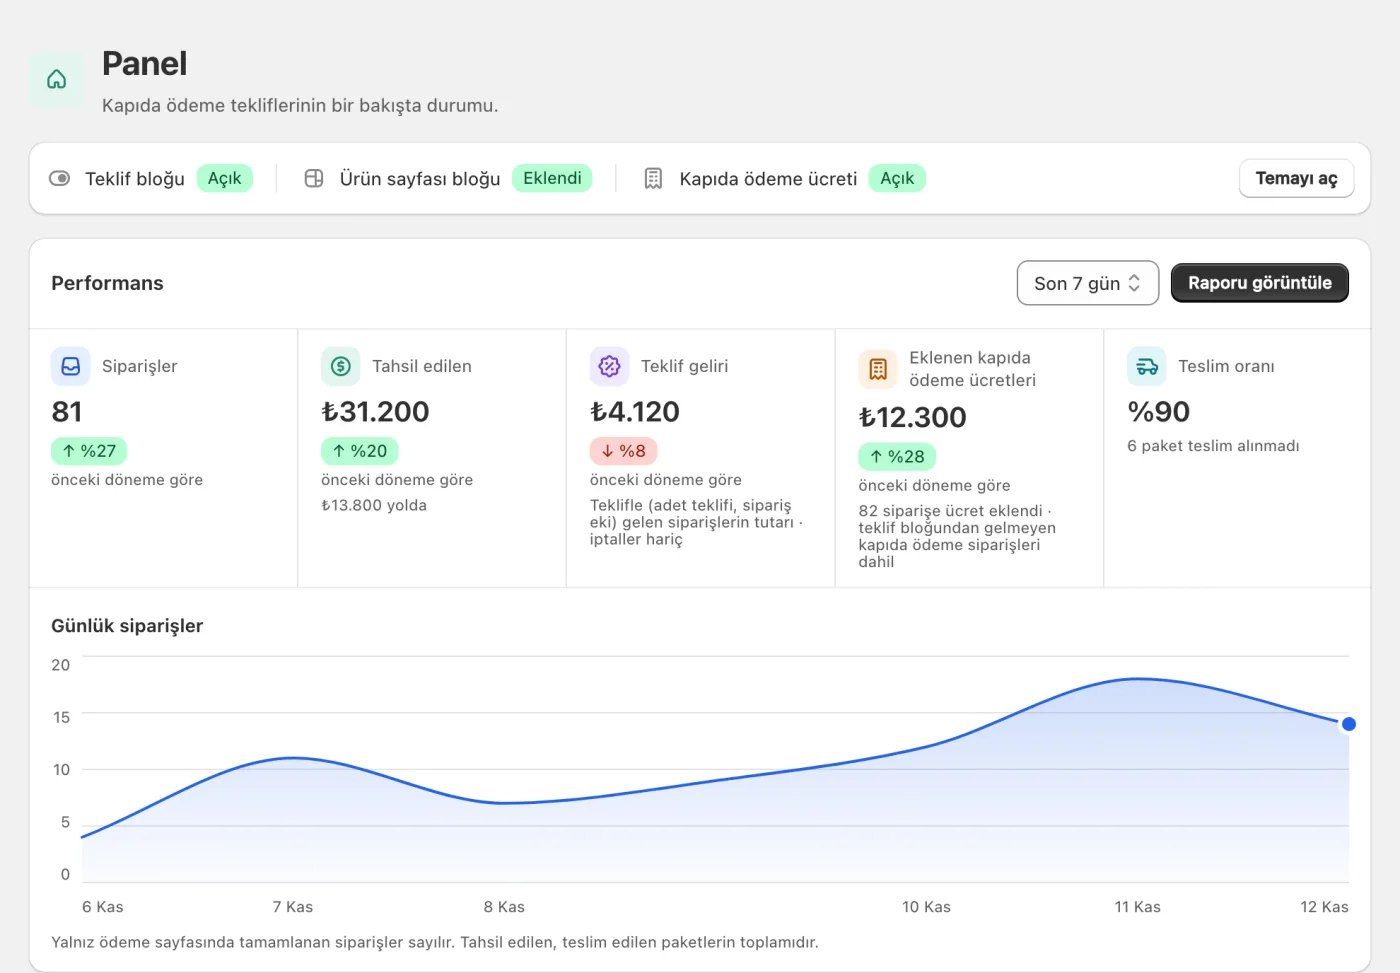 Panel
Kapıda ödeme tekliflerinin bir bakışta durumu.
Teklif bloğu Açık
Ürün sayfası bloğu Eklendi
Kapıda ödeme ücreti Açık
Temayı aç
Performans
Son 7 gün
Raporu görüntüle
Siparişler
81
↑ %27
önceki döneme göre
Tahsil edilen
₺31.200
↑ %20
önceki döneme göre
₺13.800 yolda
Teklif geliri
₺4.120
↓ %8
önceki döneme göre
Teklifle (adet teklifi, sipariş
eki) gelen siparişlerin tutarı ·
iptaller hariç
Eklenen kapıda
ödeme ücretleri
₺12.300
↑ %28
önceki döneme göre
82 siparişe ücret eklendi ·
teklif bloğundan gelmeyen
kapıda ödeme siparişleri
dahil
Teslim oranı
%90
6 paket teslim alınmadı
Günlük siparişler
20
15
10
5
0
6 Kas 7 Kas 8 Kas 10 Kas 11 Kas 12 Kas
Yalnız ödeme sayfasında tamamlanan siparişler sayılır. Tahsil edilen, teslim edilen paketlerin toplamıdır.